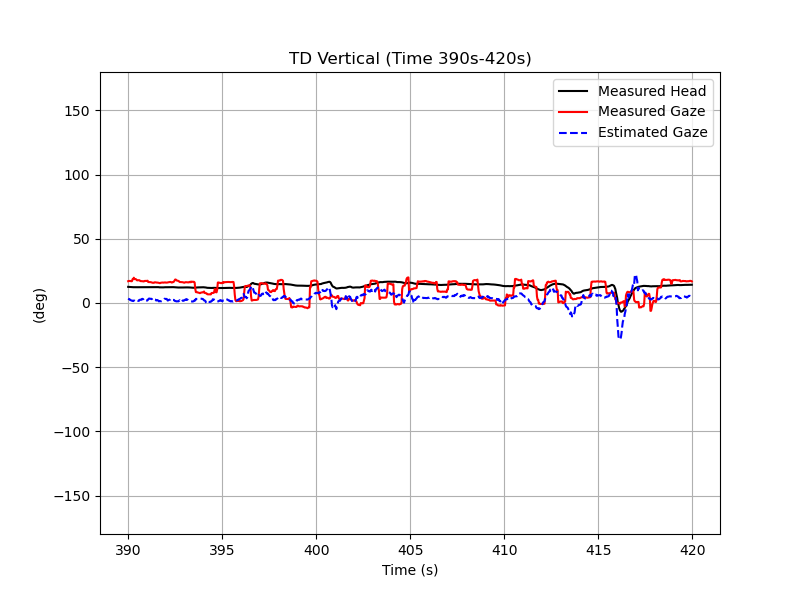 TD Vertical (Time 390s-420s)
Measured Head
Measured Gaze
Estimated Gaze
150
100
50
0
−50
−100
−150
(deg)
390 395 400 405 410 415 420
Time (s)